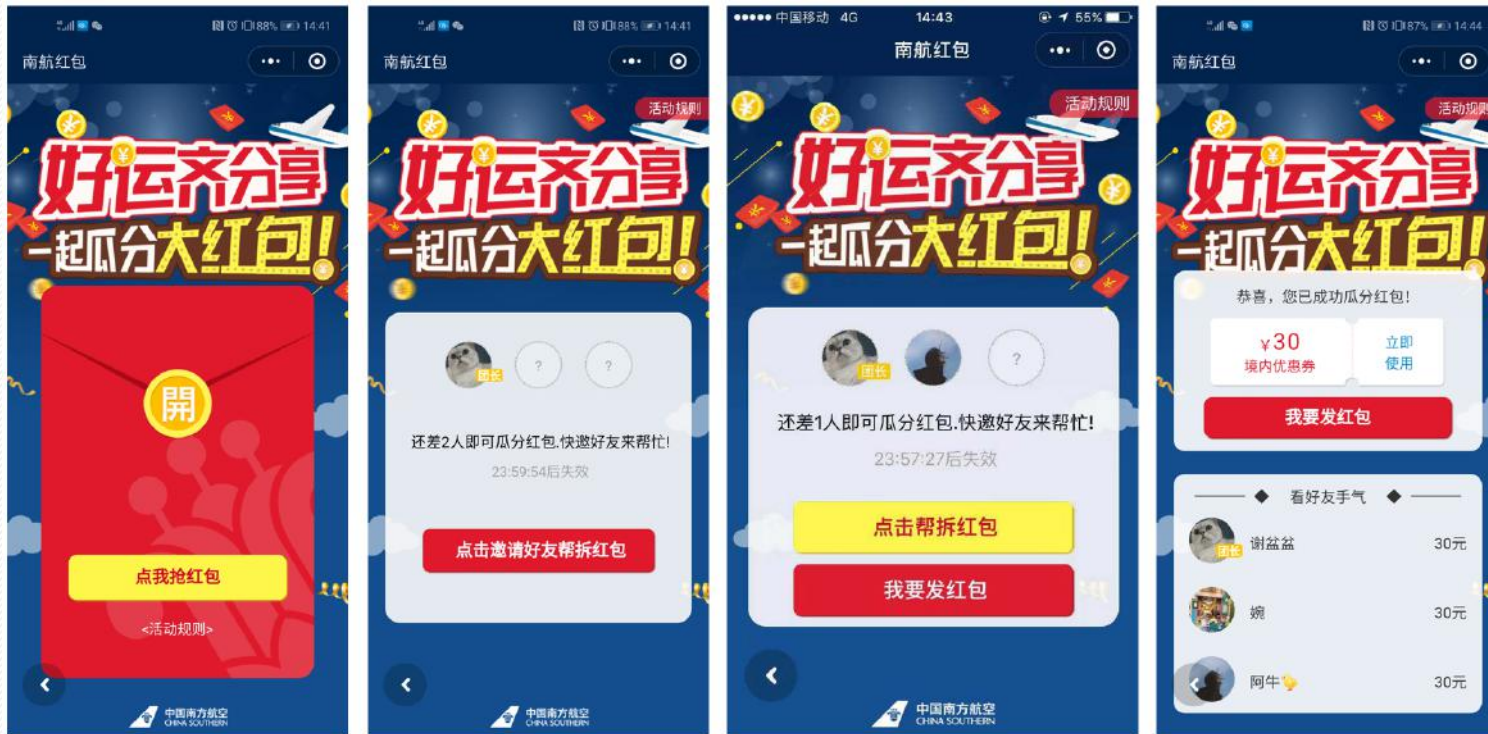 88% 14:41
南航红包
好运齐分享
一起瓜分大红包!
開
点我抢红包
<活动规则>
中国南方航空
CHINA SOUTHERN
88% 14:41
南航红包
活动规则
好运齐分享
一起瓜分大红包!
团长
?
?
还差2人即可瓜分红包.快邀好友来帮忙!
23:59:54后失效
点击邀请好友帮拆红包
中国南方航空
CHINA SOUTHERN
中国移动 4G 14:43 55%
南航红包
活动规则
好运齐分享
一起瓜分大红包!
团长
?
还差1人即可瓜分红包.快邀好友来帮忙!
23:57:27后失效
点击帮拆红包
我要发红包
中国南方航空
CHINA SOUTHERN
87% 14:44
南航红包
活动规则
好运齐分享
一起瓜分大红包!
恭喜，您已成功瓜分红包!
¥30 立即
境内优惠券 使用
我要发红包
看好友手气
团长
谢盆盆 30元
婉 30元
阿牛 30元